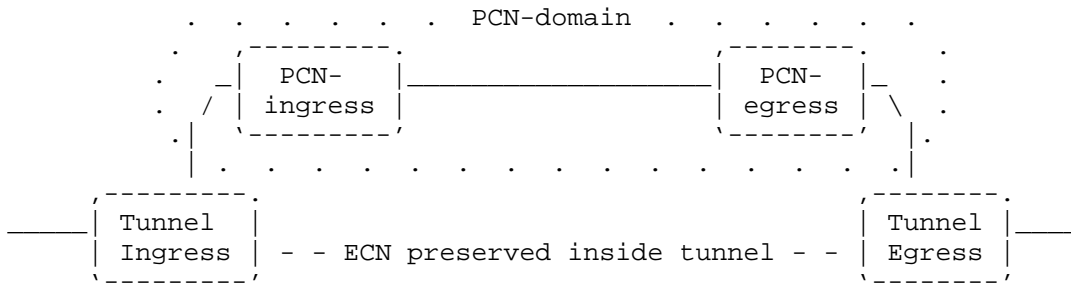 PCN-domain
PCN- PCN-
ingress egress
Tunnel Tunnel
Ingress - - ECN preserved inside tunnel - - Egress